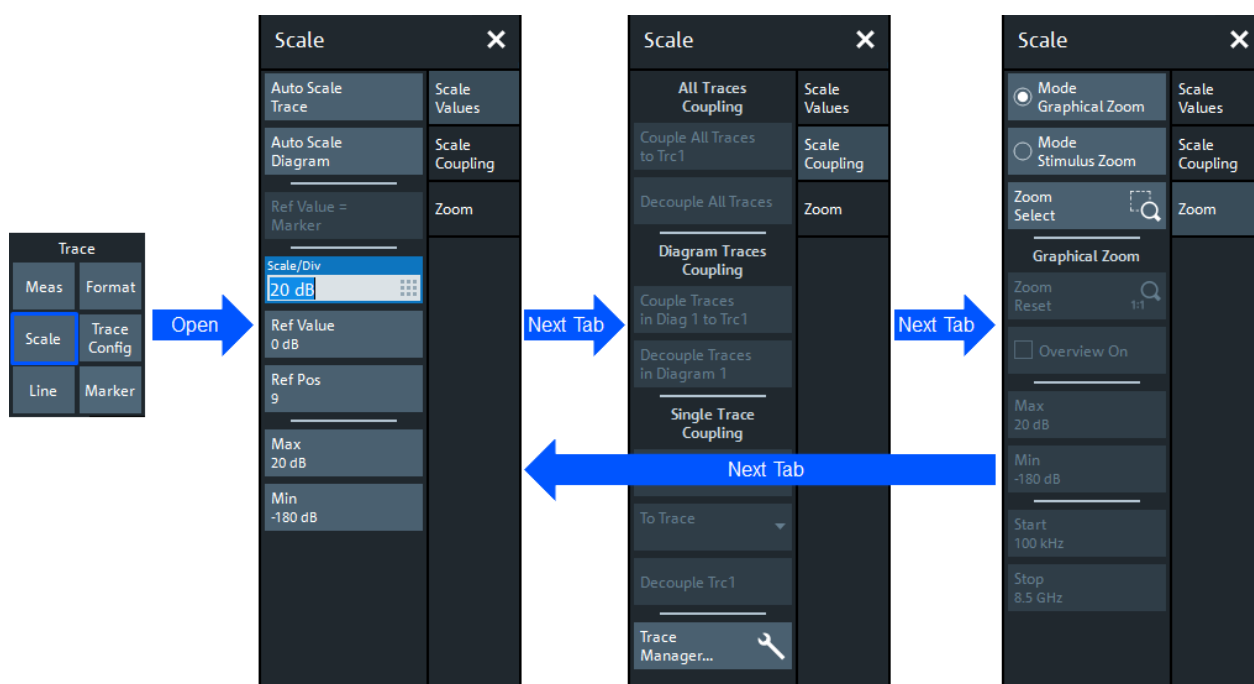 Trace
Meas
Format
Scale
Trace
Config
Line
Marker
Open
Scale
Auto Scale
Trace
Auto Scale
Diagram
Ref Value =
Marker
Scale/Div
20 dB
Ref Value
0 dB
Ref Pos
9
Max
20 dB
Min
-180 dB
Scale
Values
Scale
Coupling
Zoom
Next Tab
Scale
All Traces
Coupling
Couple All Traces
to Trc1
Decouple All Traces
Diagram Traces
Coupling
Couple Traces
in Diag 1 to Trc1
Decouple Traces
in Diagram 1
Single Trace
Coupling
To Trace
Decouple Trc1
Trace
Manager...
Scale
Values
Scale
Coupling
Zoom
Next Tab
Scale
Mode
Graphical Zoom
Mode
Stimulus Zoom
Zoom
Select
Graphical Zoom
Zoom
Reset
1:1
Overview On
Max
20 dB
Min
-180 dB
Start
100 kHz
Stop
8.5 GHz
Scale
Values
Scale
Coupling
Zoom
Next Tab